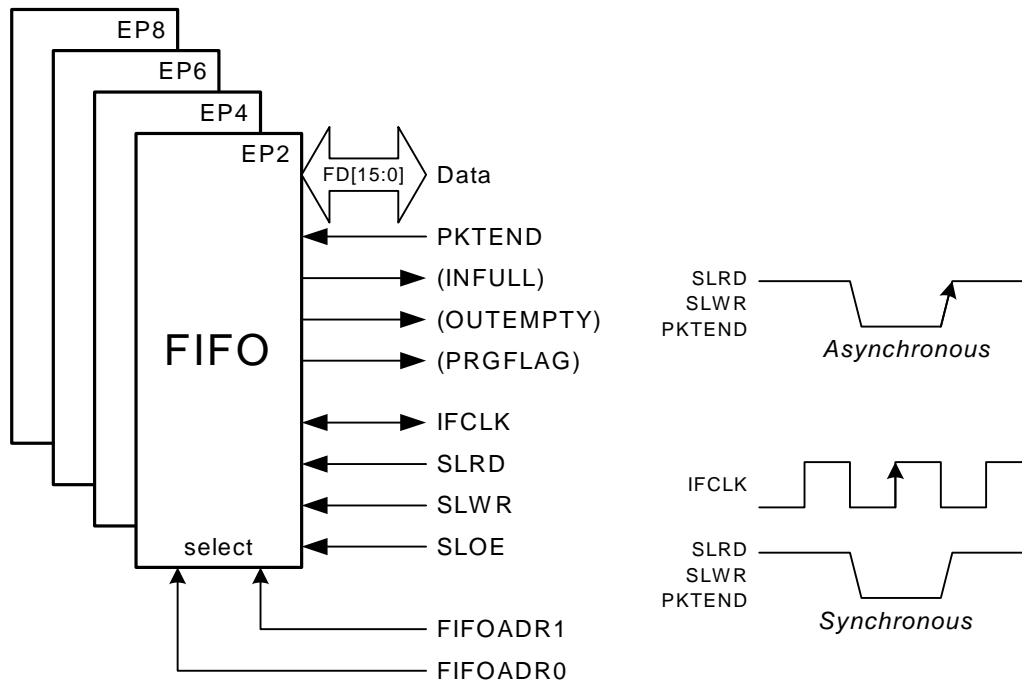 EP8
EP6
EP4
EP2
FD[15:0]
Data
PKTEND
(INFULL)
(OUTEMPTY)
(PRGFLAG)
FIFO
IFCLK
SLRD
SLWR
SLOE
select
FIFOADR1
FIFOADR0
SLRD
SLWR
PKTEND
Asynchronous
IFCLK
SLRD
SLWR
PKTEND
Synchronous